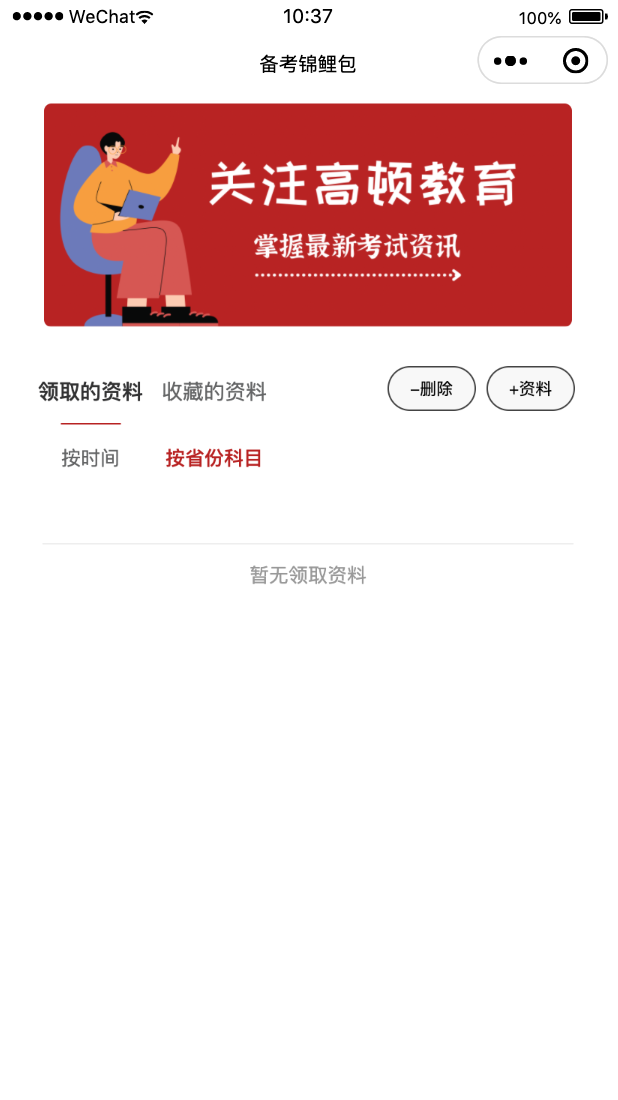 WeChat 10:37 100%
备考锦鲤包
关注高顿教育
掌握最新考试资讯
领取的资料 收藏的资料 –删除 +资料
按时间 按省份科目
暂无领取资料